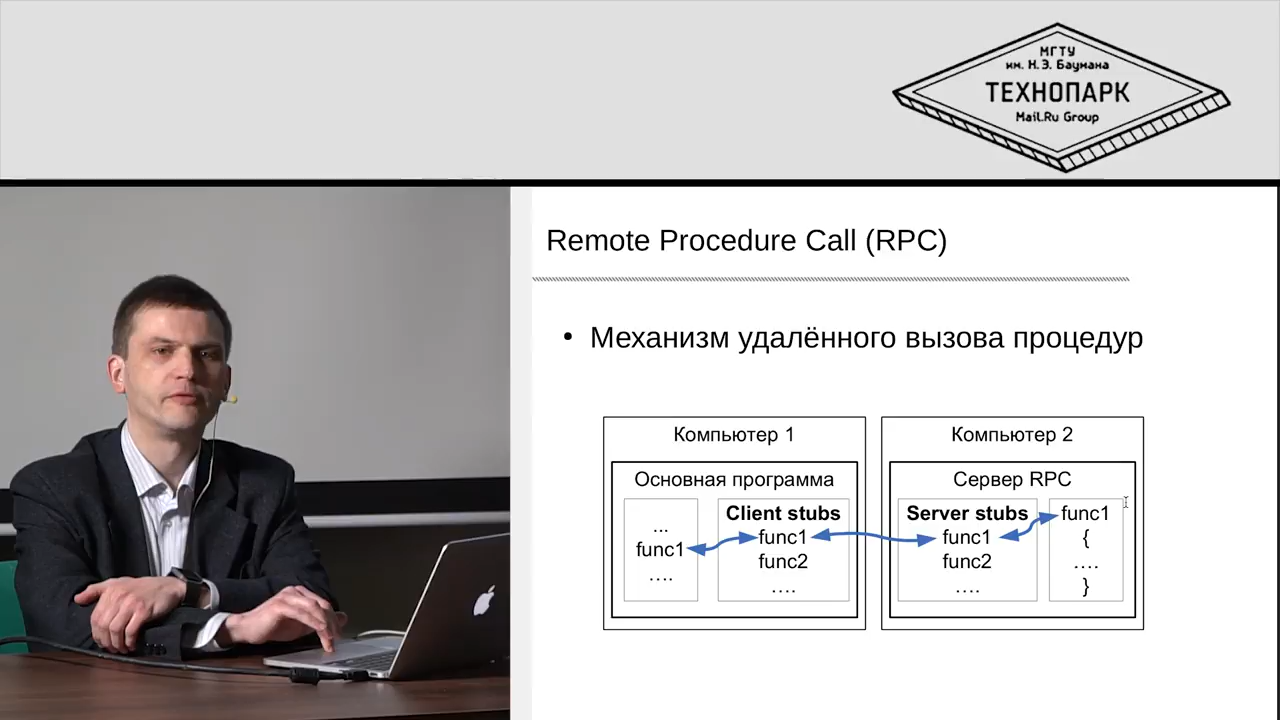 МГТУ
им. Н.Э. Баумана
ТЕХНОПАРК
Mail.Ru Group
Remote Procedure Call (RPC)
• Механизм удалённого вызова процедур
Компьютер 1
Основная программа
...
func1
....
Client stubs
func1
func2
....
Компьютер 2
Сервер RPC
Server stubs
func1
func2
....
func1
{
....
}